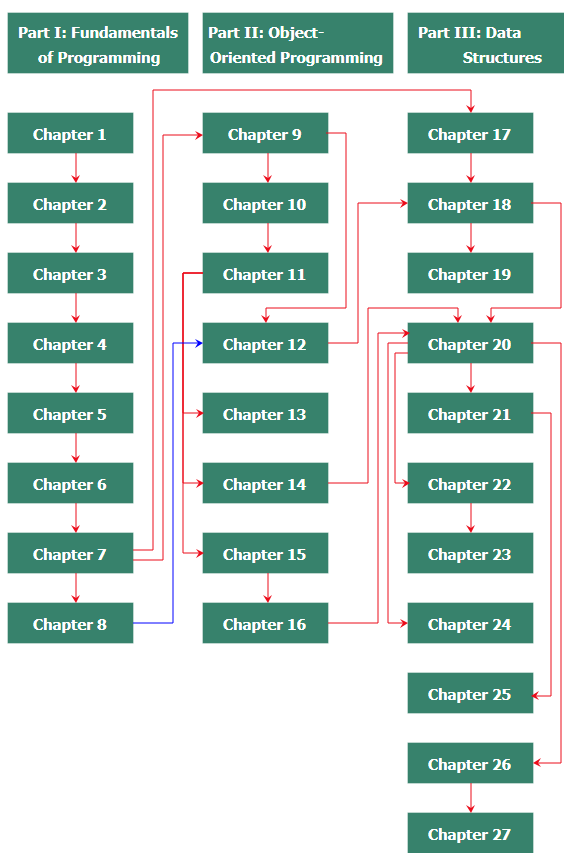 Part I: Fundamentals
of Programming
Part II: Object-
Oriented Programming
Part III: Data
Structures
Chapter 1
Chapter 2
Chapter 3
Chapter 4
Chapter 5
Chapter 6
Chapter 7
Chapter 8
Chapter 9
Chapter 10
Chapter 11
Chapter 12
Chapter 13
Chapter 14
Chapter 15
Chapter 16
Chapter 17
Chapter 18
Chapter 19
Chapter 20
Chapter 21
Chapter 22
Chapter 23
Chapter 24
Chapter 25
Chapter 26
Chapter 27